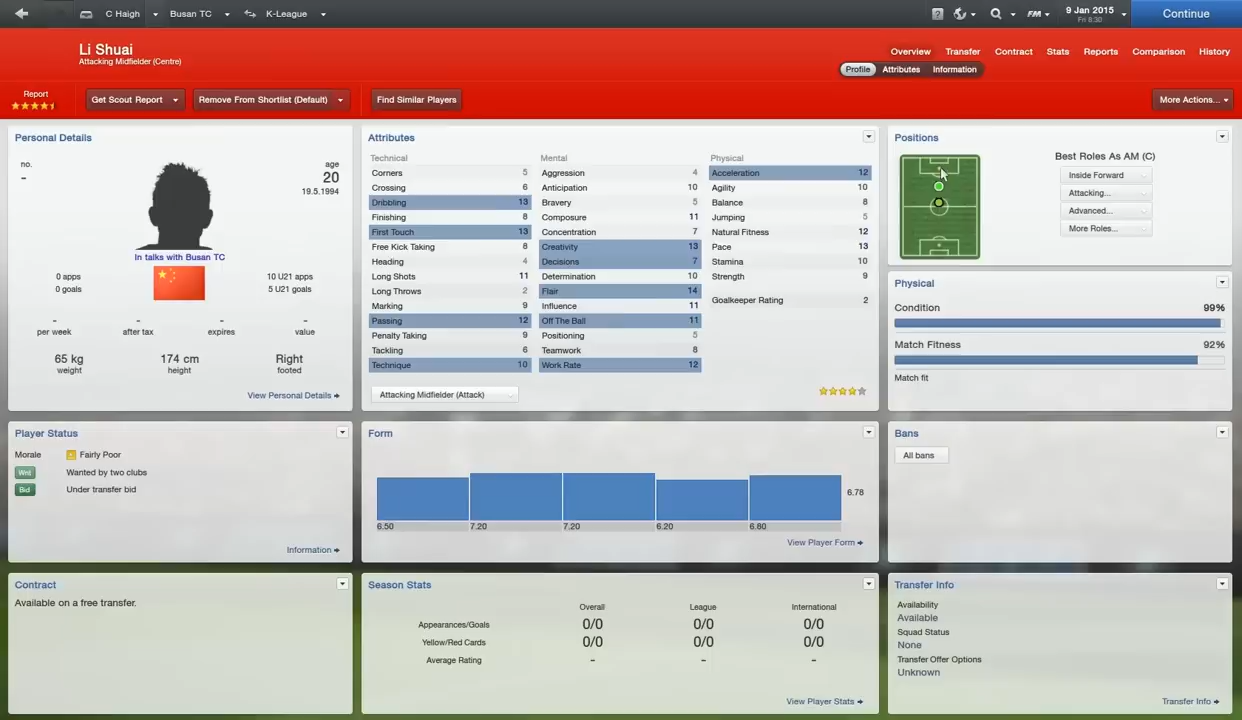 C Haigh
Busan TC
K-League
?
FM
9 Jan 2015
Fri 8:30
Continue
Li Shuai
Attacking Midfielder (Centre)
Overview
Transfer
Contract
Stats
Reports
Comparison
History
Profile
Attributes
Information
Report
Get Scout Report
Remove From Shortlist (Default)
Find Similar Players
More Actions...
Personal Details
no.
-
age
20
19.5.1994
In talks with Busan TC
0 apps
0 goals
10 U21 apps
5 U21 goals
- per week
- after tax
- expires
- value
65 kg
weight
174 cm
height
Right
footed
View Personal Details
Attributes
Technical
Corners 5
Crossing 6
Dribbling 13
Finishing 8
First Touch 13
Free Kick Taking 8
Heading 4
Long Shots 11
Long Throws 2
Marking 9
Passing 12
Penalty Taking 9
Tackling 6
Technique 10
Mental
Aggression 4
Anticipation 10
Bravery 5
Composure 11
Concentration 7
Creativity 13
Decisions 7
Determination 10
Flair 14
Influence 11
Off The Ball 11
Positioning 5
Teamwork 8
Work Rate 12
Physical
Acceleration 12
Agility 10
Balance 8
Jumping 5
Natural Fitness 12
Pace 13
Stamina 10
Strength 9
Goalkeeper Rating 2
Attacking Midfielder (Attack)
Positions
Best Roles As AM (C)
Inside Forward
Attacking...
Advanced...
More Roles...
Physical
Condition 99%
Match Fitness 92%
Match fit
Player Status
Morale Fairly Poor
Wnt Wanted by two clubs
Bid Under transfer bid
Information
Form
6.78
6.50 7.20 7.20 6.20 6.80
View Player Form
Bans
All bans
Contract
Available on a free transfer.
Season Stats
Overall League International
Appearances/Goals 0/0 0/0 0/0
Yellow/Red Cards 0/0 0/0 0/0
Average Rating - - -
View Player Stats
Transfer Info
Availability
Available
Squad Status
None
Transfer Offer Options
Unknown
Transfer Info